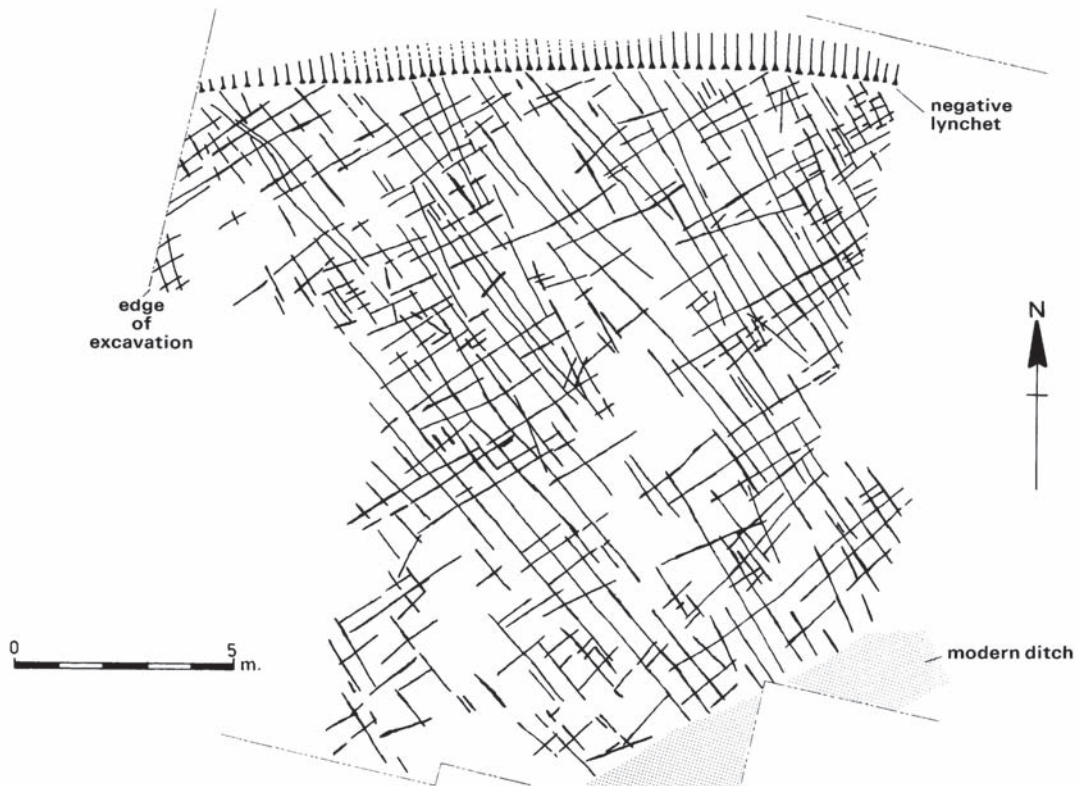 negative
lynchet
edge
of
excavation
N
0 5
m.
modern ditch